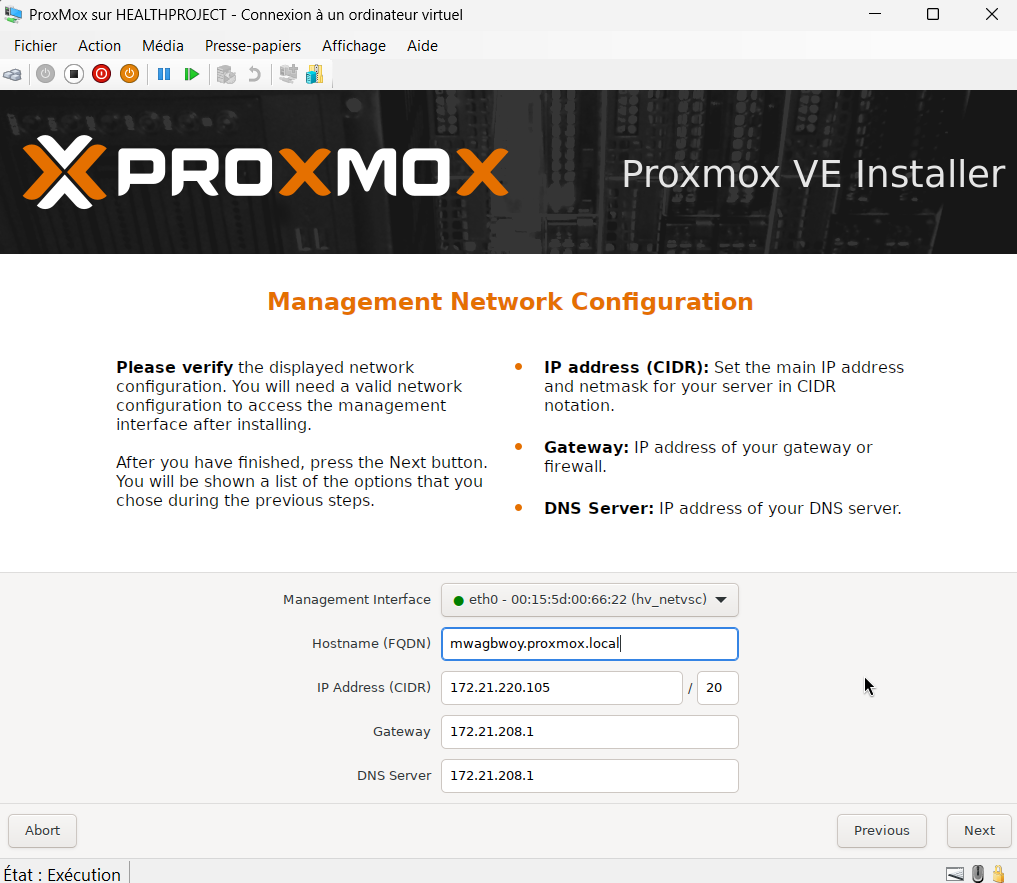 ProxMox sur HEALTHPROJECT - Connexion à un ordinateur virtuel
Fichier Action Média Presse-papiers Affichage Aide
PROXMOX
Proxmox VE Installer
Management Network Configuration
Please verify the displayed network
configuration. You will need a valid network
configuration to access the management
interface after installing.
After you have finished, press the Next button.
You will be shown a list of the options that you
chose during the previous steps.
IP address (CIDR): Set the main IP address
and netmask for your server in CIDR
notation.
Gateway: IP address of your gateway or
firewall.
DNS Server: IP address of your DNS server.
Management Interface eth0 - 00:15:5d:00:66:22 (hv_netvsc)
Hostname (FQDN) mwagbwoy.proxmox.local
IP Address (CIDR) 172.21.220.105 / 20
Gateway 172.21.208.1
DNS Server 172.21.208.1
Abort Previous Next
État : Exécution